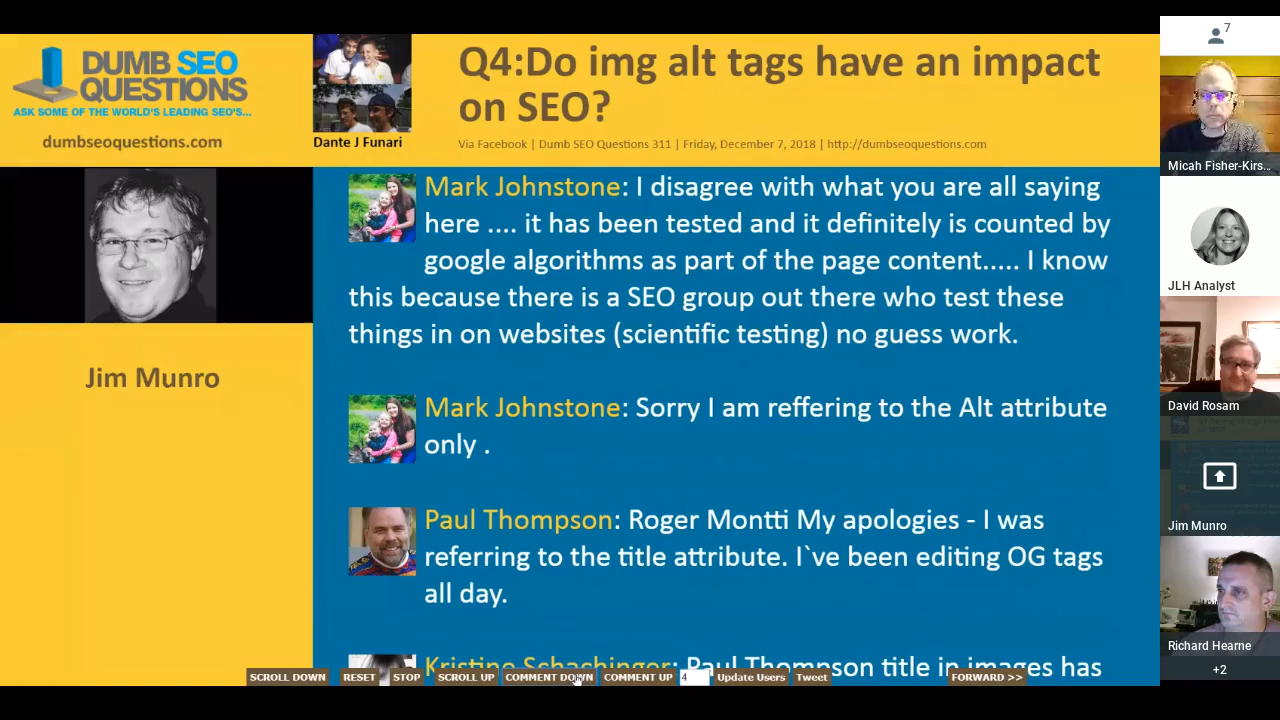 DUMB SEO
QUESTIONS
ASK SOME OF THE WORLD'S LEADING SEO'S...
dumbseoquestions.com
Dante J Funari
Q4:Do img alt tags have an impact
on SEO?
Via Facebook | Dumb SEO Questions 311 | Friday, December 7, 2018 | http://dumbseoquestions.com
Jim Munro
Mark Johnstone: I disagree with what you are all saying
here .... it has been tested and it definitely is counted by
google algorithms as part of the page content..... I know
this because there is a SEO group out there who test these
things in on websites (scientific testing) no guess work.
Mark Johnstone: Sorry I am reffering to the Alt attribute
only .
Paul Thompson: Roger Montti My apologies - I was
referring to the title attribute. I`ve been editing OG tags
all day.
Kristine Schachinger: Paul Thompson title in images has
SCROLL DOWN RESET STOP SCROLL UP COMMENT DOWN COMMENT UP 4 Update Users Tweet FORWARD >>
7
Micah Fisher-Kirs...
JLH Analyst
David Rosam
Jim Munro
Richard Hearne
+2